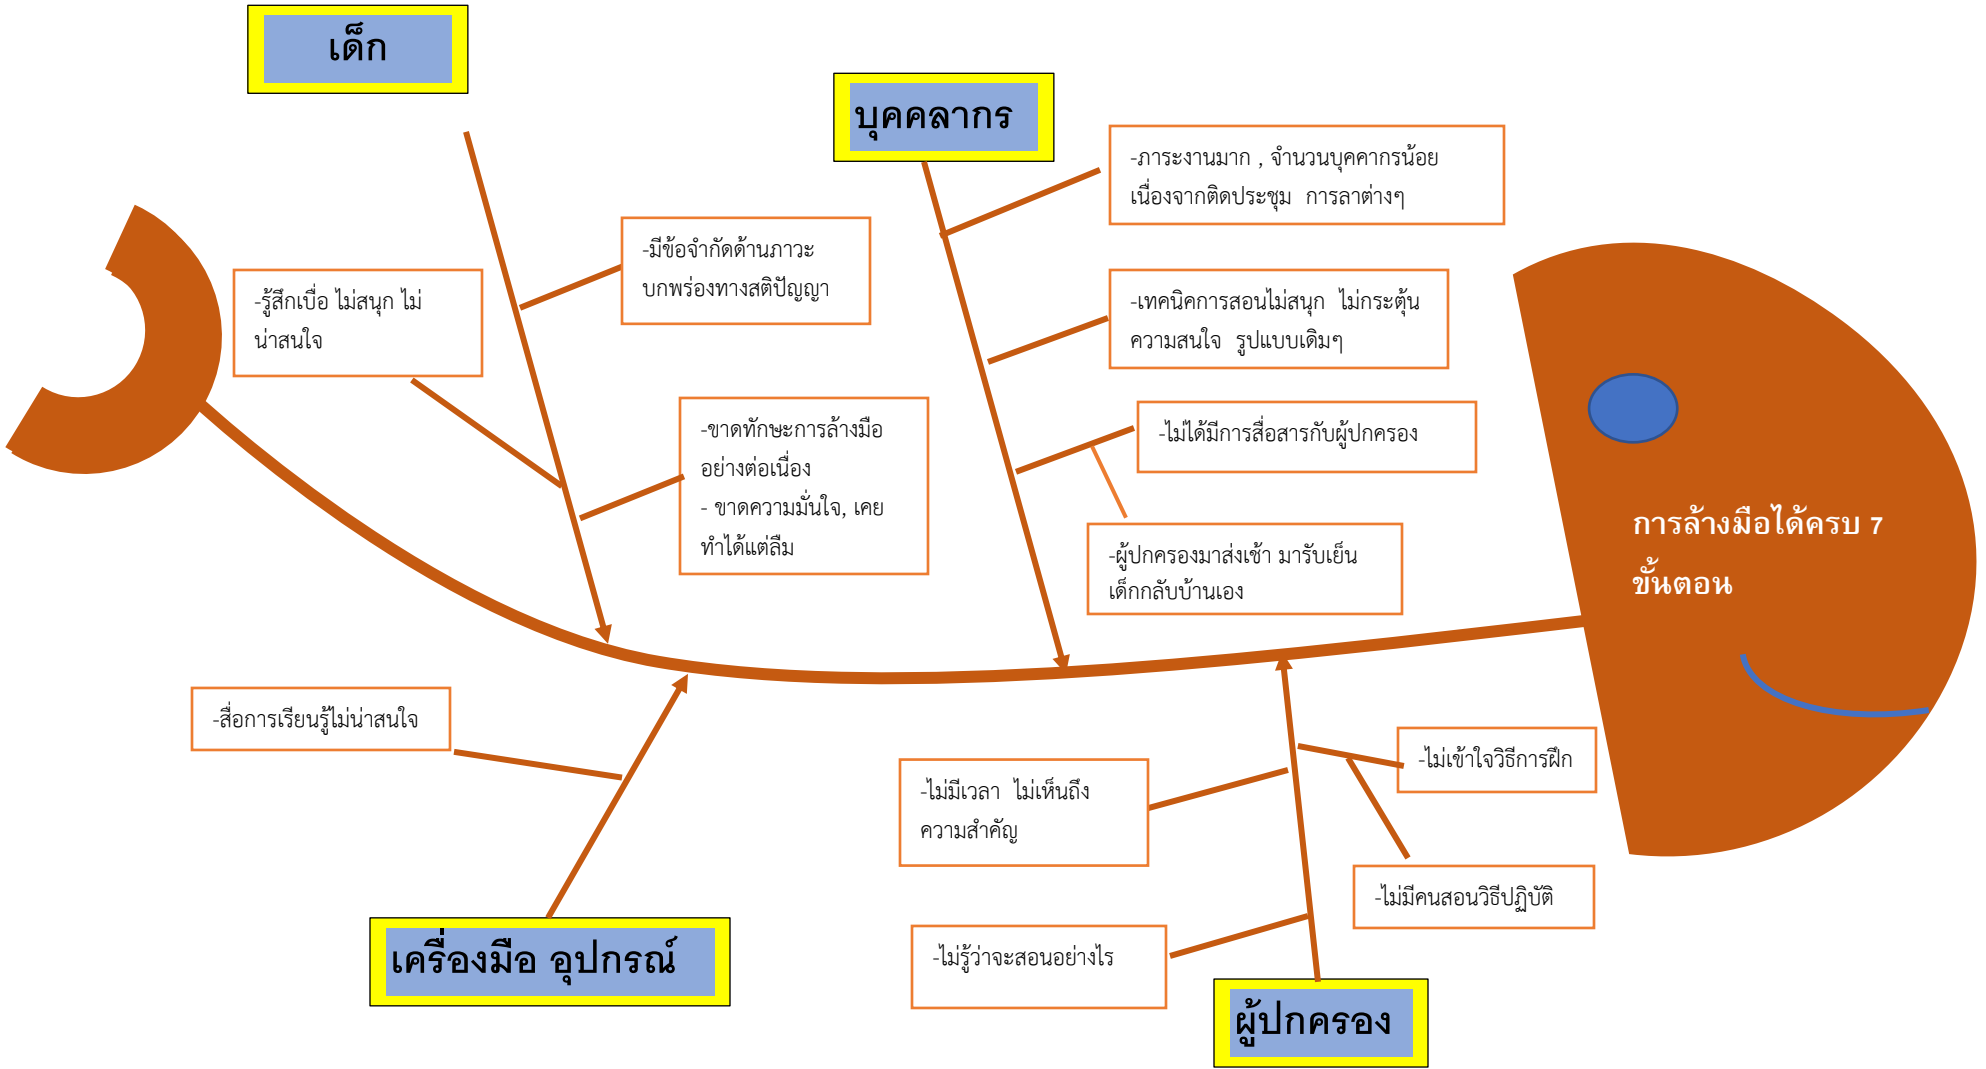 เด็ก
บุคคลากร
-ภาระงานมาก , จำนวนบุคคากรน้อย
เนื่องจากติดประชุม การลาต่างๆ
-มีข้อจำกัดด้านภาวะ
บกพร่องทางสติปัญญา
-รู้สึกเบื่อ ไม่สนุก ไม่
น่าสนใจ
-เทคนิคการสอนไม่สนุก ไม่กระตุ้น
ความสนใจ รูปแบบเดิมๆ
-ขาดทักษะการล้างมือ
อย่างต่อเนื่อง
- ขาดความมั่นใจ, เคย
ทำได้แต่ลืม
-ไม่ได้มีการสื่อสารกับผู้ปกครอง
-ผู้ปกครองมาส่งเช้า มารับเย็น
เด็กกลับบ้านเอง
การล้างมือได้ครบ 7
ขั้นตอน
-สื่อการเรียนรู้ไม่น่าสนใจ
-ไม่เข้าใจวิธีการฝึก
-ไม่มีเวลา ไม่เห็นถึง
ความสำคัญ
-ไม่มีคนสอนวิธีปฏิบัติ
-ไม่รู้ว่าจะสอนอย่างไร
เครื่องมือ อุปกรณ์
ผู้ปกครอง